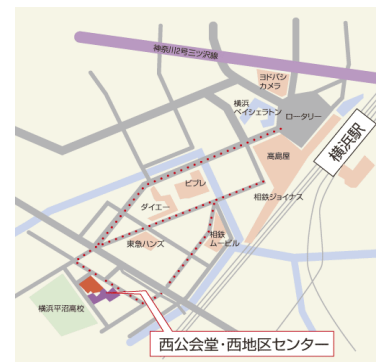 神奈川2号三ツ沢線
ヨドバシ
カメラ
横浜
ベイシェラトン
ロータリー
横浜駅
高島屋
ビブレ
相鉄ジョイナス
ダイエー
東急ハンズ
相鉄
ムービル
横浜平沼高校
西公会堂・西地区センター